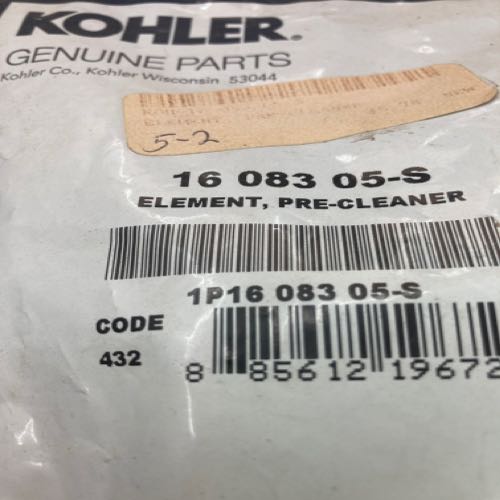 KOHLER.
GENUINE PARTS
Kohler Co., Kohler Wisconsin 53044
ELEMENT,
5-2
16 083 05-S
ELEMENT, PRE-CLEANER
1P16 083 05-S
CODE
432
8 85612 19672